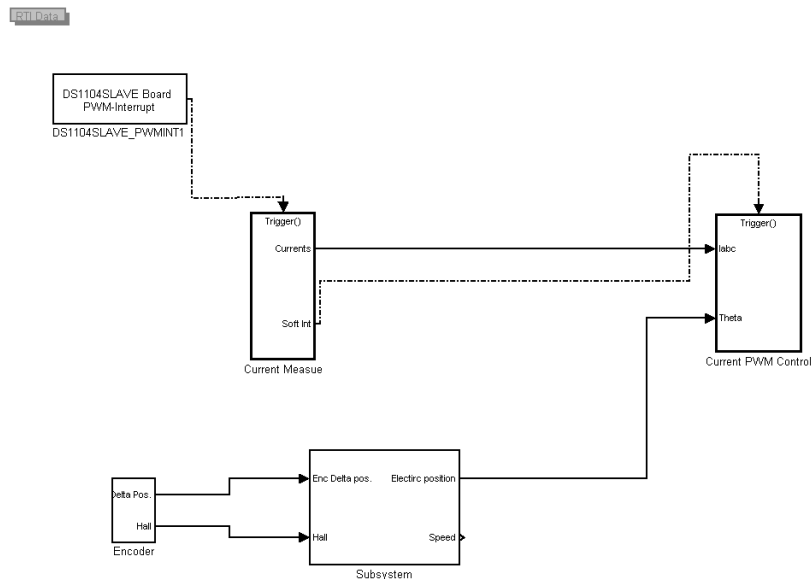 RTI Data
DS1104SLAVE Board
PWM-Interrupt
DS1104SLAVE_PWMINT1
Trigger()
Currents
Soft Int
Current Measue
Trigger()
Iabc
Theta
Current PWM Control
Delta Pos.
Hall
Encoder
Enc Delta pos.
Electirc position
Hall
Speed
Subsystem